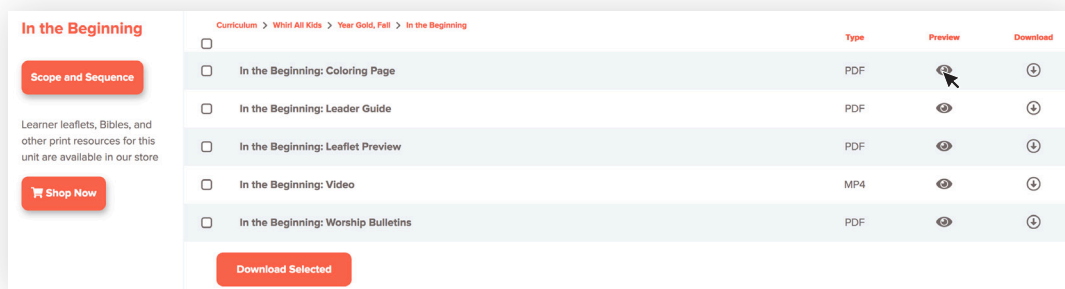 In the Beginning
Scope and Sequence
Learner leaflets, Bibles, and
other print resources for this
unit are available in our store
Shop Now
Curriculum > Whirl All Kids > Year Gold, Fall > In the Beginning
Type Preview Download
In the Beginning: Coloring Page PDF
In the Beginning: Leader Guide PDF
In the Beginning: Leaflet Preview PDF
In the Beginning: Video MP4
In the Beginning: Worship Bulletins PDF
Download Selected